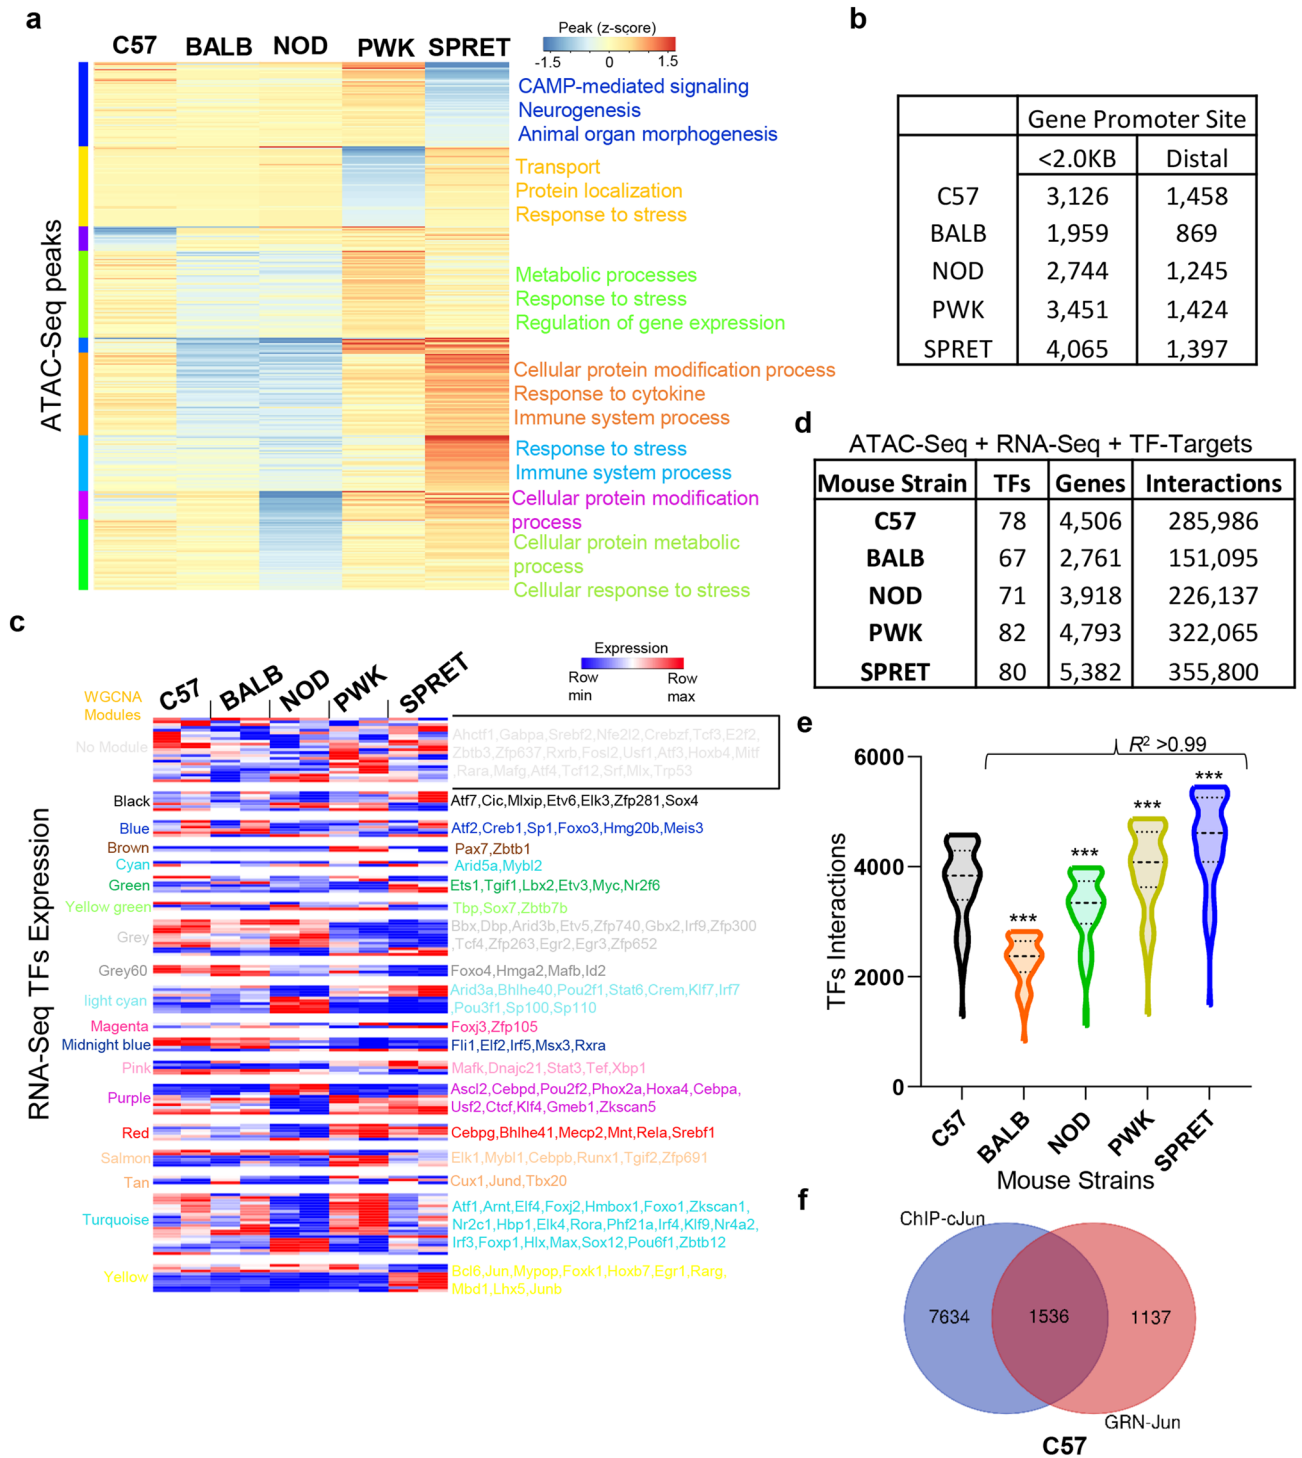 a
C57 BALB NOD PWK SPRET
Peak (z-score)
-1.5 0 1.5
ATAC-Seq peaks
CAMP-mediated signaling
Neurogenesis
Animal organ morphogenesis
Transport
Protein localization
Response to stress
Metabolic processes
Response to stress
Regulation of gene expression
Cellular protein modification process
Response to cytokine
Immune system process
Response to stress
Immune system process
Cellular protein modification
process
Cellular protein metabolic
process
Cellular response to stress
b
Gene Promoter Site
<2.0KB Distal
C57 3,126 1,458
BALB 1,959 869
NOD 2,744 1,245
PWK 3,451 1,424
SPRET 4,065 1,397
c
C57 BALB NOD PWK SPRET
Expression
Row
min
Row
max
WGCNA
Modules
RNA-Seq TFs Expression
No Module
Ahctf1,Gabpa,Srebf2,Nfe2l2,Crebzf,Tcf3,E2f2,
Zbtb3,Zfp637,Rxrb,Fosl2,Usf1,Atf3,Hoxb4,Mitf
,Rara,Mafg,Atf4,Tcf12,Srf,Mlx,Trp53
Black Atf7,Cic,Mlxip,Etv6,Elk3,Zfp281,Sox4
Blue Atf2,Creb1,Sp1,Foxo3,Hmg20b,Meis3
Brown Pax7,Zbtb1
Cyan Arid5a,Mybl2
Green Ets1,Tgif1,Lbx2,Etv3,Myc,Nr2f6
Yellow green Tbp,Sox7,Zbtb7b
Grey Bbx,Dbp,Arid3b,Etv5,Zfp740,Gbx2,Irf9,Zfp300
,Tcf4,Zfp263,Egr2,Egr3,Zfp652
Grey60 Foxo4,Hmga2,Mafb,Id2
light cyan Arid3a,Bhlhe40,Pou2f1,Stat6,Crem,Klf7,Irf7
,Pou3f1,Sp100,Sp110
Magenta Foxj3,Zfp105
Midnight blue Fli1,Elf2,Irf5,Msx3,Rxra
Pink Mafk,Dnajc21,Stat3,Tef,Xbp1
Purple Ascl2,Cebpd,Pou2f2,Phox2a,Hoxa4,Cebpa,
Usf2,Ctcf,Klf4,Gmeb1,Zkscan5
Red Cebpg,Bhlhe41,Mecp2,Mnt,Rela,Srebf1
Salmon Elk1,Mybl1,Cebpb,Runx1,Tgif2,Zfp691
Tan Cux1,Jund,Tbx20
Turquoise Atf1,Arnt,Elf4,Foxj2,Hmbox1,Foxo1,Zkscan1,
Nr2c1,Hbp1,Elk4,Rora,Phf21a,Irf4,Klf9,Nr4a2,
Irf3,Foxp1,Hlx,Max,Sox12,Pou6f1,Zbtb12
Yellow Bcl6,Jun,Mypop,Foxk1,Hoxb7,Egr1,Rarg,
Mbd1,Lhx5,Junb
d
ATAC-Seq + RNA-Seq + TF-Targets
Mouse Strain TFs Genes Interactions
C57 78 4,506 285,986
BALB 67 2,761 151,095
NOD 71 3,918 226,137
PWK 82 4,793 322,065
SPRET 80 5,382 355,800
e
R² >0.99
TFs Interactions
6000
4000
2000
0
***
***
***
***
C57 BALB NOD PWK SPRET
Mouse Strains
f
ChIP-cJun
7634 1536 1137
GRN-Jun
C57